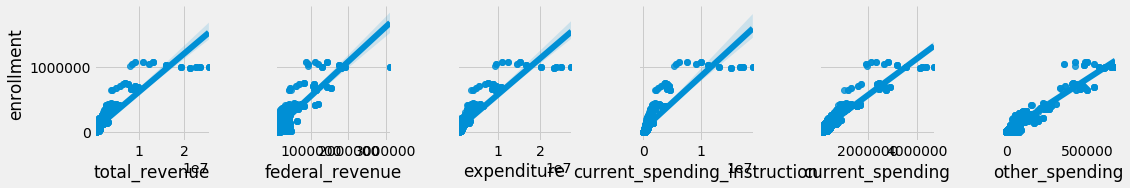 enrollment
1000000
0
1 2
1e7
total_revenue
1000000 2000000 3000000
federal_revenue
1 2
1e7
expenditure
0 1
1e7
current_spending_instruction
2000000 4000000
current_spending
0 500000
other_spending